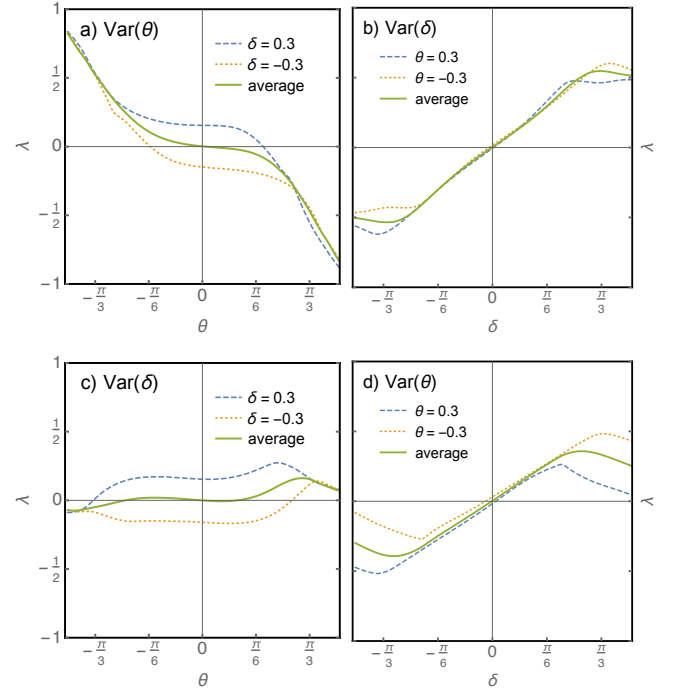 a) Var(θ)
δ = 0.3
δ = −0.3
average
1
1/2
0
−1/2
−1
λ
−π/3
−π/6
0
π/6
π/3
θ
b) Var(δ)
θ = 0.3
θ = −0.3
average
λ
−π/3
−π/6
0
π/6
π/3
δ
c) Var(δ)
δ = 0.3
δ = −0.3
average
1
1/2
0
−1/2
−1
λ
−π/3
−π/6
0
π/6
π/3
θ
d) Var(θ)
θ = 0.3
θ = −0.3
average
λ
−π/3
−π/6
0
π/6
π/3
δ